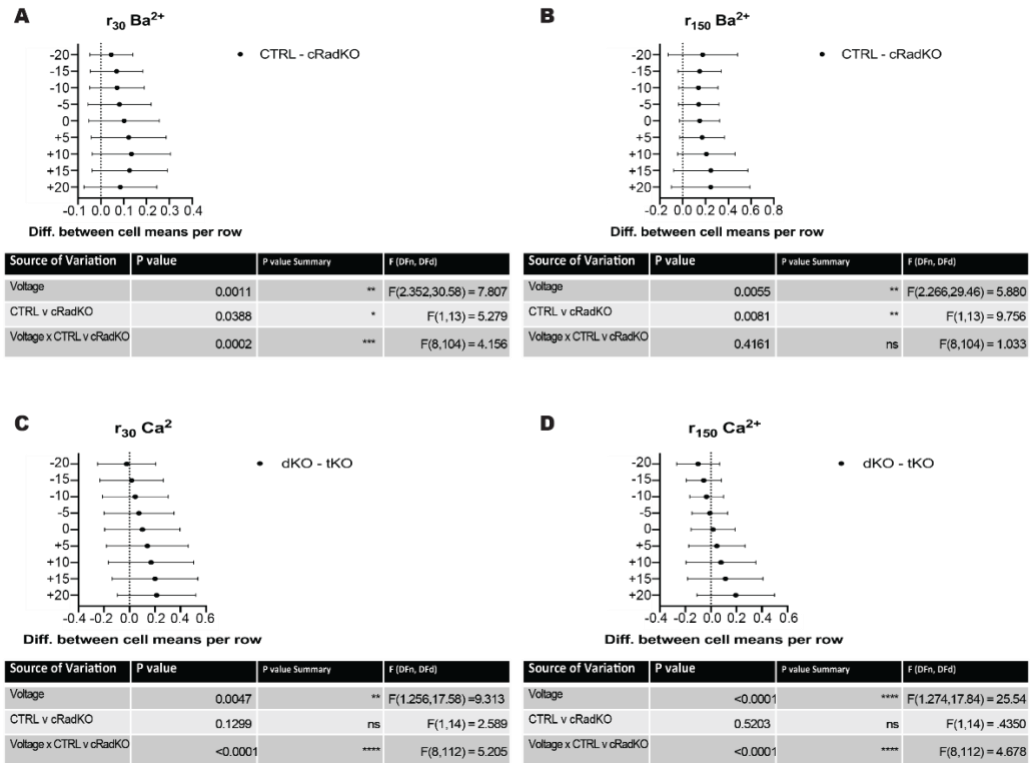 A
r30 Ba2+
-20
-15
-10
-5
0
+5
+10
+15
+20
CTRL - cRadKO
-0.1 0.0 0.1 0.2 0.3 0.4
Diff. between cell means per row
Source of Variation P value P value Summary F (DFn, DFd)
Voltage 0.0011 ** F(2.352,30.58) = 7.807
CTRL v cRadKO 0.0388 * F(1,13) = 5.279
Voltage x CTRL v cRadKO 0.0002 *** F(8,104) = 4.156
B
r150 Ba2+
-20
-15
-10
-5
0
+5
+10
+15
+20
CTRL - cRadKO
-0.2 0.0 0.2 0.4 0.6 0.8
Diff. between cell means per row
Source of Variation P value P value Summary F (DFn, DFd)
Voltage 0.0055 ** F(2.266,29.46) = 5.880
CTRL v cRadKO 0.0081 ** F(1,13) = 9.756
Voltage x CTRL v cRadKO 0.4161 ns F(8,104) = 1.033
C
r30 Ca2
-20
-15
-10
-5
0
+5
+10
+15
+20
dKO - tKO
-0.4 -0.2 0.0 0.2 0.4 0.6
Diff. between cell means per row
Source of Variation P value P value Summary F (DFn, DFd)
Voltage 0.0047 ** F(1.256,17.58) =9.313
CTRL v cRadKO 0.1299 ns F(1,14) = 2.589
Voltage x CTRL v cRadKO <0.0001 **** F(8,112) = 5.205
D
r150 Ca2+
-20
-15
-10
-5
0
+5
+10
+15
+20
dKO - tKO
-0.4 -0.2 0.0 0.2 0.4 0.6
Diff. between cell means per row
Source of Variation P value P value Summary F (DFn, DFd)
Voltage <0.0001 **** F(1.274,17.84) = 25.54
CTRL v cRadKO 0.5203 ns F(1,14) = .4350
Voltage x CTRL v cRadKO <0.0001 **** F(8,112) = 4.678